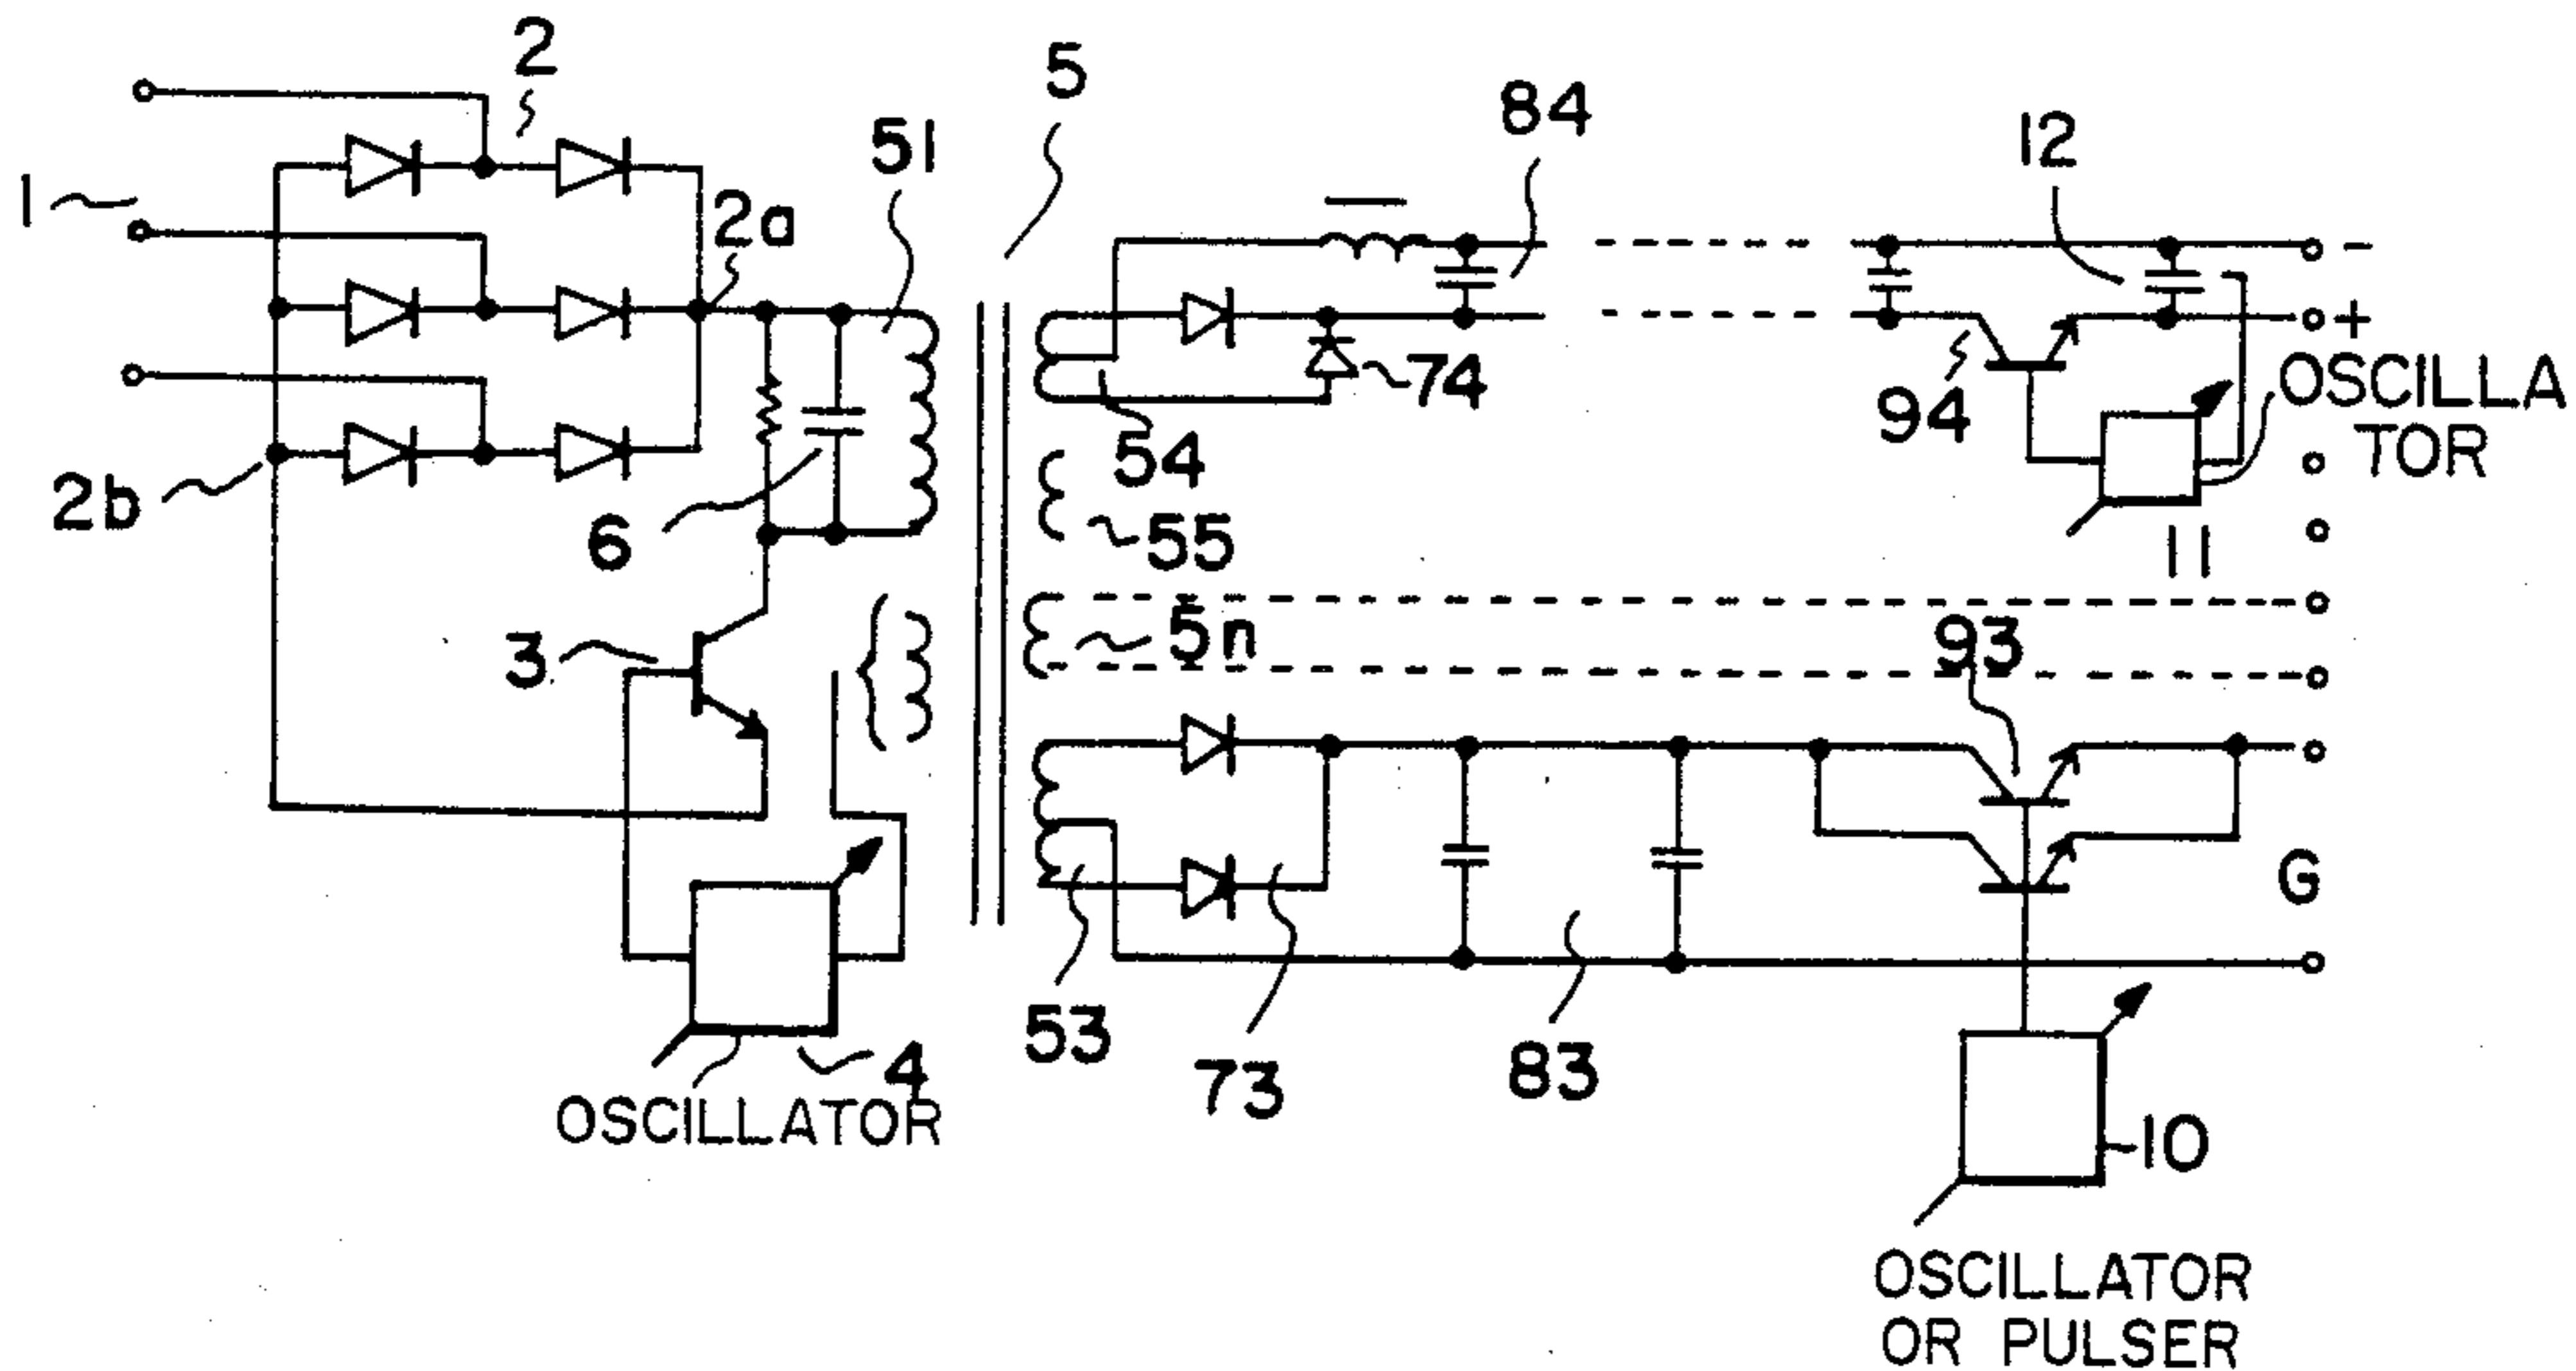 2
5
84
12
51
1
2a
-
+
74
94
OSCILLA
TOR
54
2b
6
55
11
3
5n
93
G
53
73
83
4
OSCILLATOR
10
OSCILLATOR
OR PULSER